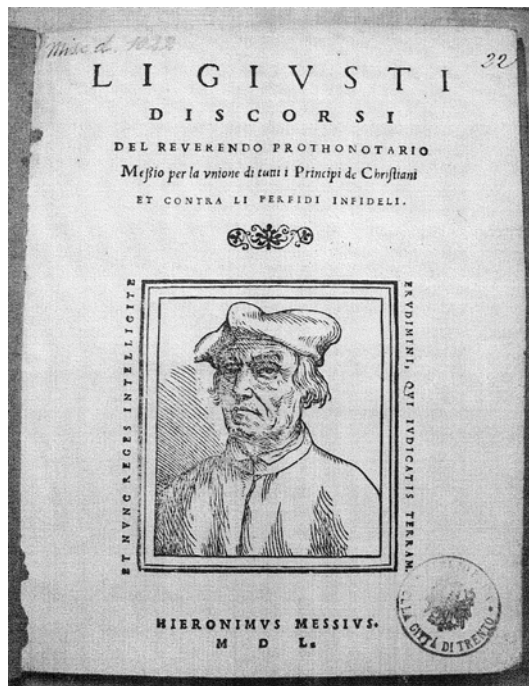 Misc d. 1022
22
LI GIVSTI
DISCORSI
DEL REVERENDO PROTHONOTARIO
Meßio per la vnione di tutti i Principi de Chriſtiani
ET CONTRA LI PERFIDI INFIDELI.
ET NVNC REGES INTELLIGITE
ERVDIMINI, QVI IVDICATIS TERRAM
HIERONIMVS MESSIVS.
M D L.
CITTÀ DI TRENTO